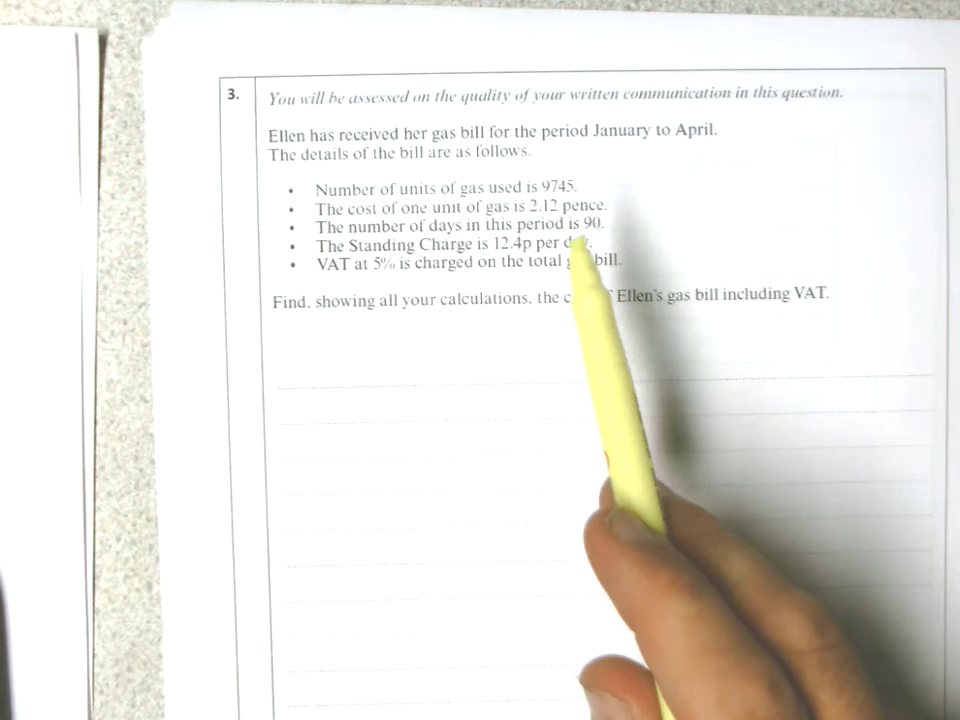 3.
You will be assessed on the quality of your written communication in this question.
Ellen has received her gas bill for the period January to April.
The details of the bill are as follows.
• Number of units of gas used is 9745.
• The cost of one unit of gas is 2.12 pence.
• The number of days in this period is 90.
• The Standing Charge is 12.4p per
• VAT at 5% is charged on the total bill.
Find, showing all your calculations, the Ellen's gas bill including VAT.